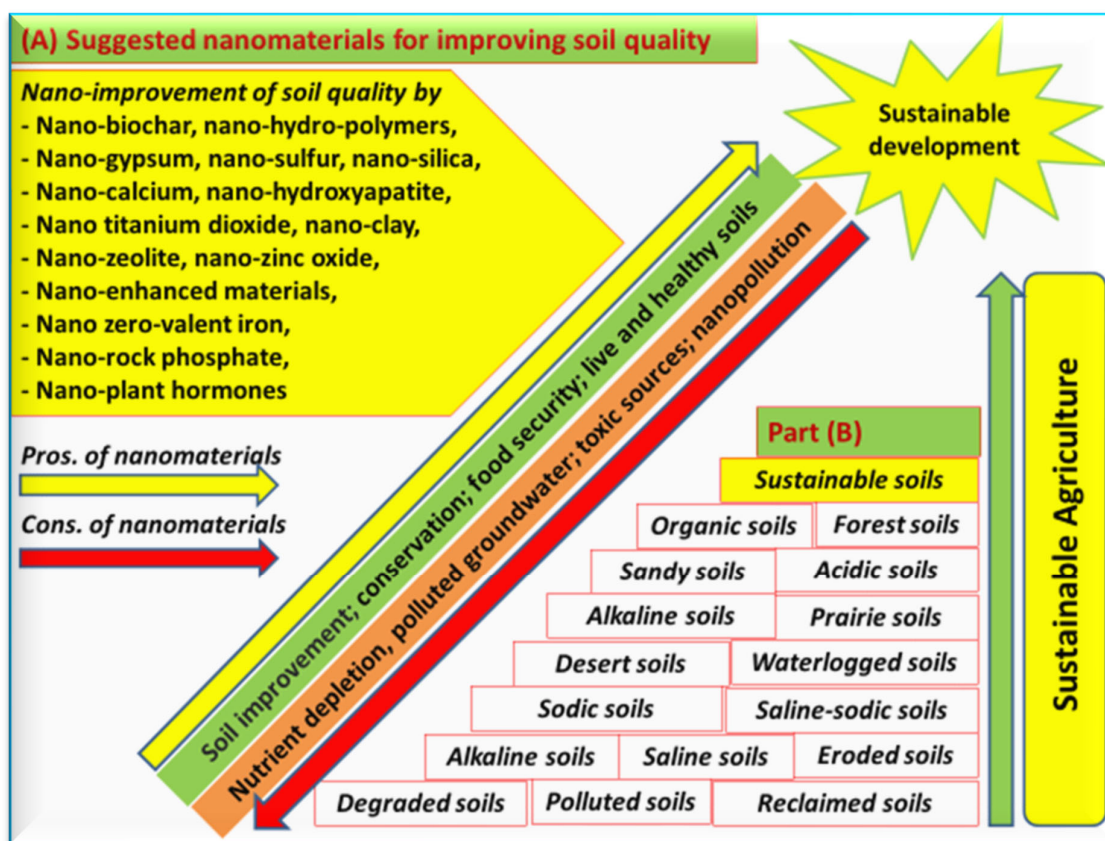 (A) Suggested nanomaterials for improving soil quality
Nano-improvement of soil quality by
- Nano-biochar, nano-hydro-polymers,
- Nano-gypsum, nano-sulfur, nano-silica,
- Nano-calcium, nano-hydroxyapatite,
- Nano titanium dioxide, nano-clay,
- Nano-zeolite, nano-zinc oxide,
- Nano-enhanced materials,
- Nano zero-valent iron,
- Nano-rock phosphate,
- Nano-plant hormones
Sustainable
development
Pros. of nanomaterials
Cons. of nanomaterials
Soil improvement; conservation; food security; live and healthy soils
Nutrient depletion, polluted groundwater; toxic sources; nanopollution
Part (B)
Sustainable soils
Organic soils Forest soils
Sandy soils Acidic soils
Alkaline soils Prairie soils
Desert soils Waterlogged soils
Sodic soils Saline-sodic soils
Alkaline soils Saline soils Eroded soils
Degraded soils Polluted soils Reclaimed soils
Sustainable Agriculture